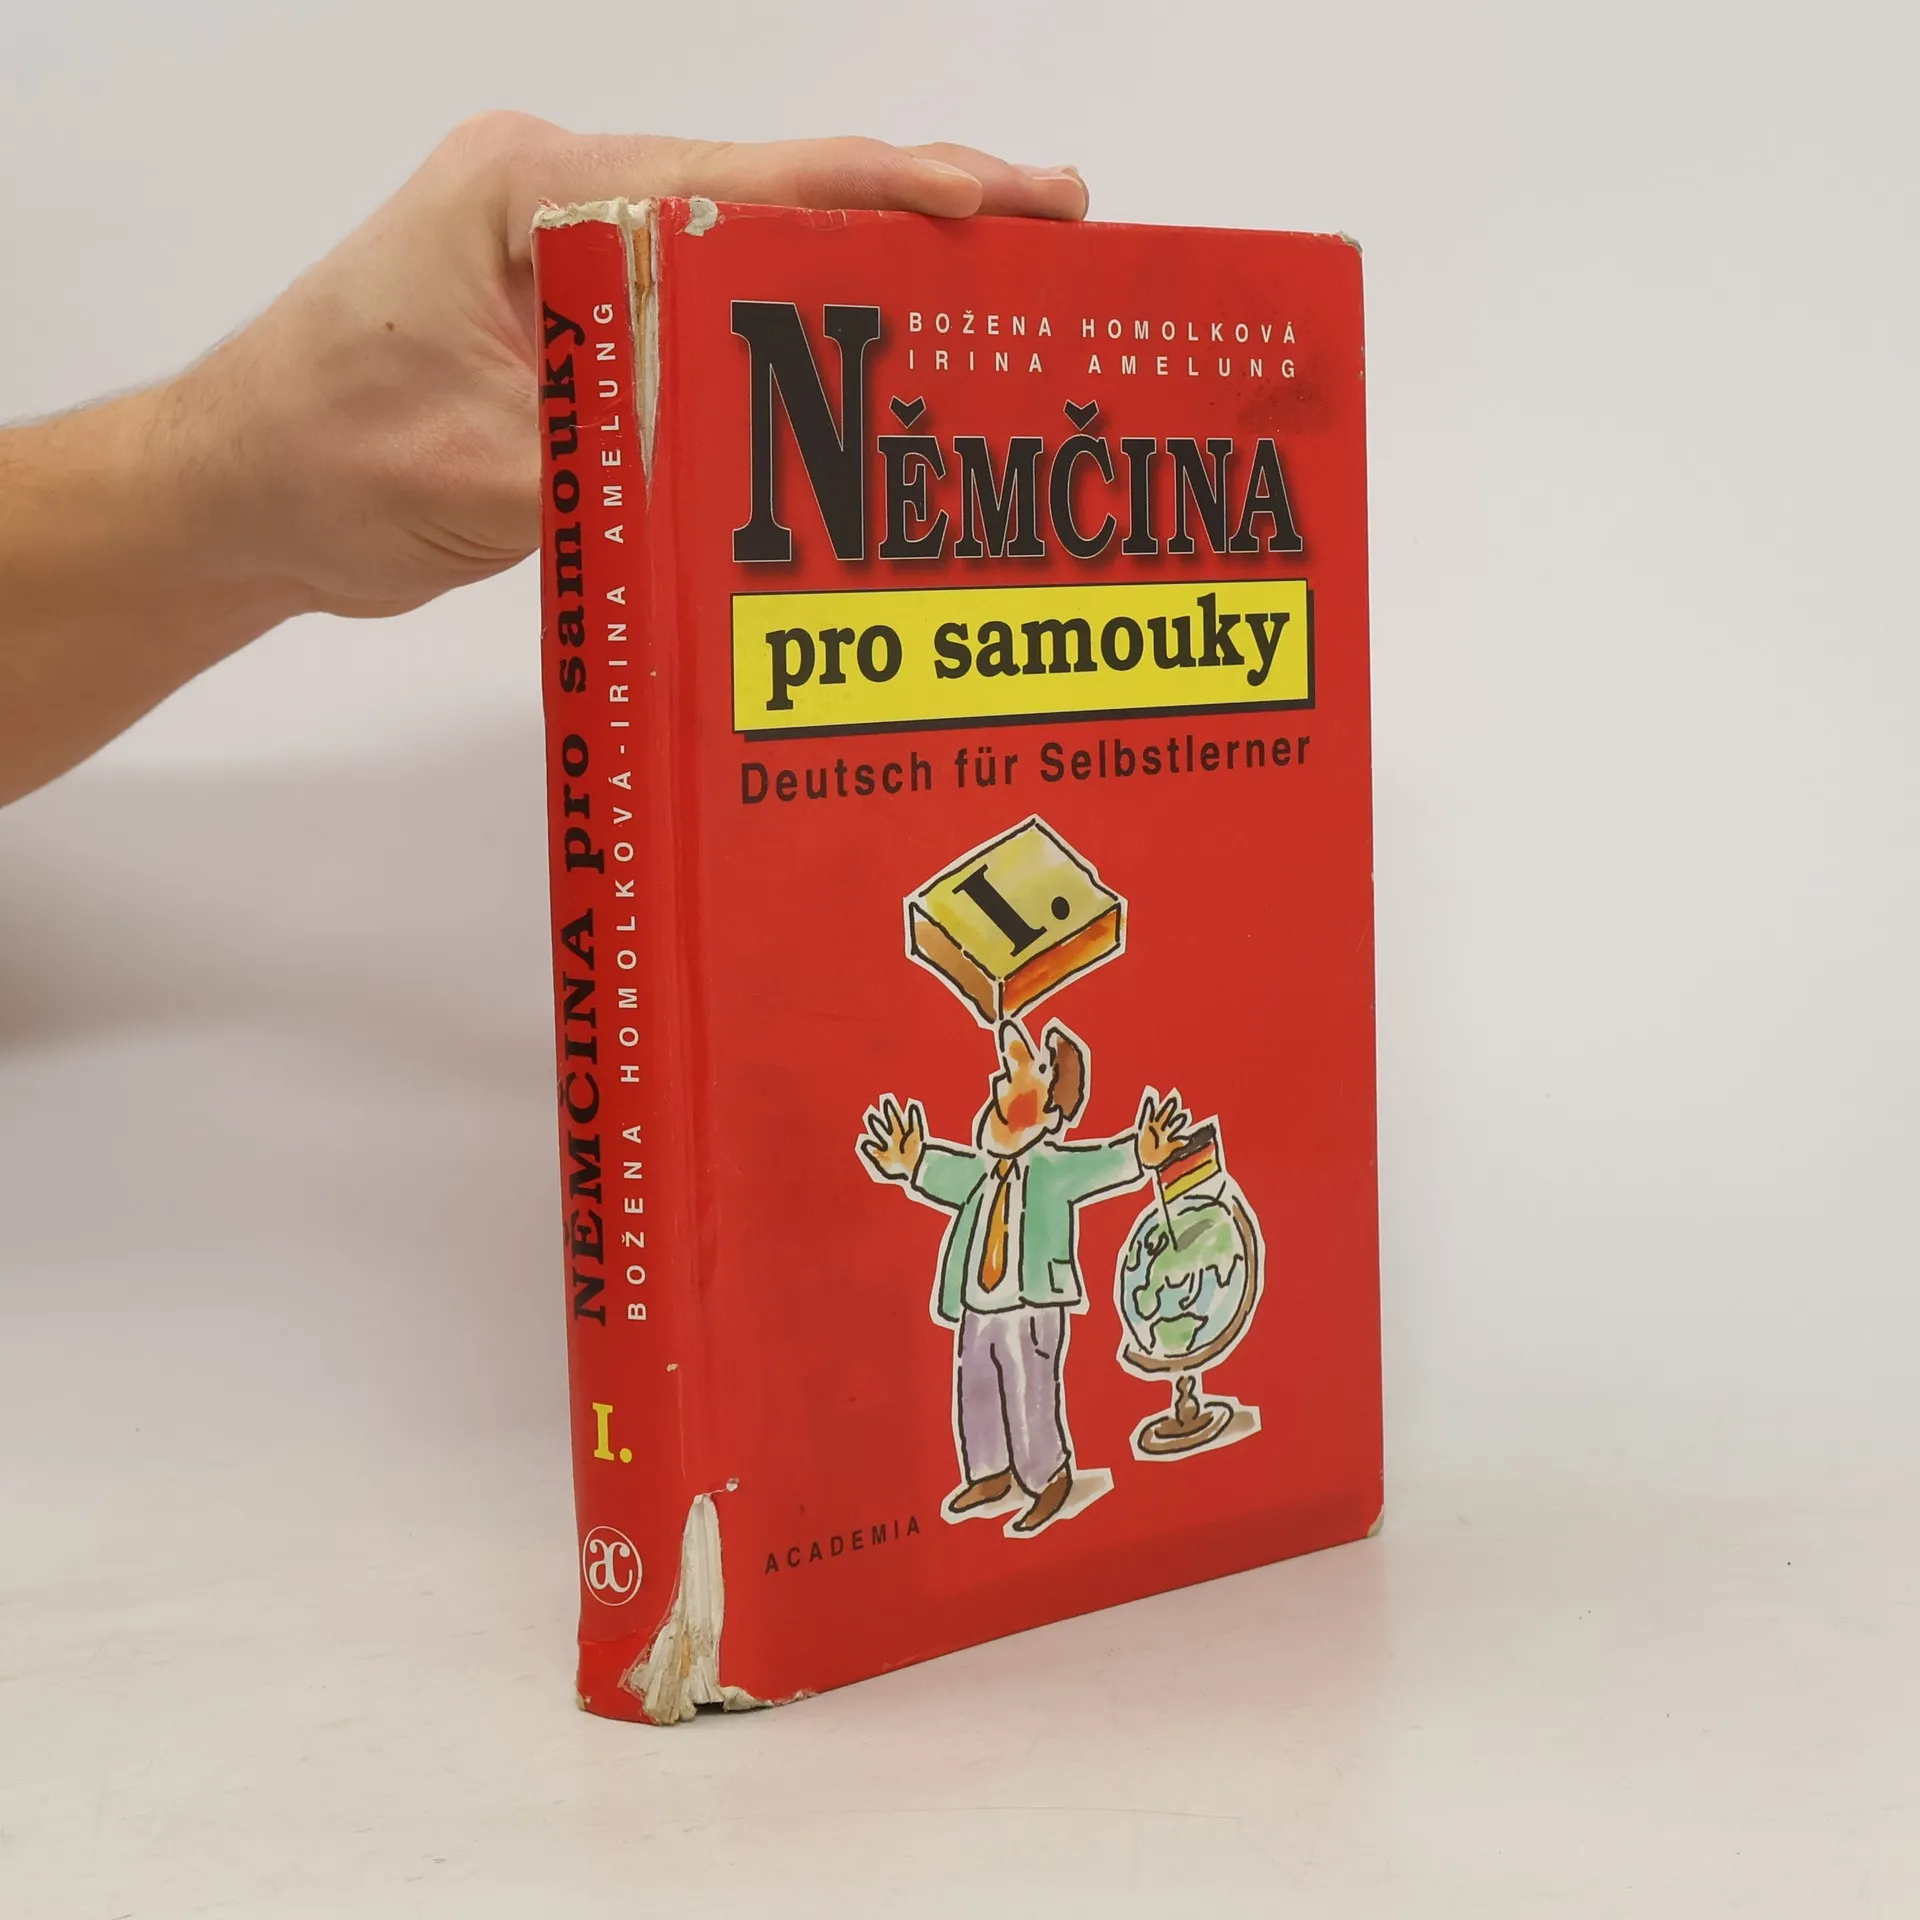 BOŽENA HOMOLKOVÁ
IRINA AMELUNG
NĚMČINA
pro samouky
Deutsch für Selbstlerner
I.
ACADEMIA
NĚMČINA pro samouky
BOŽENA HOMOLKOVÁ-IRINA AMELUNG
I.
ac